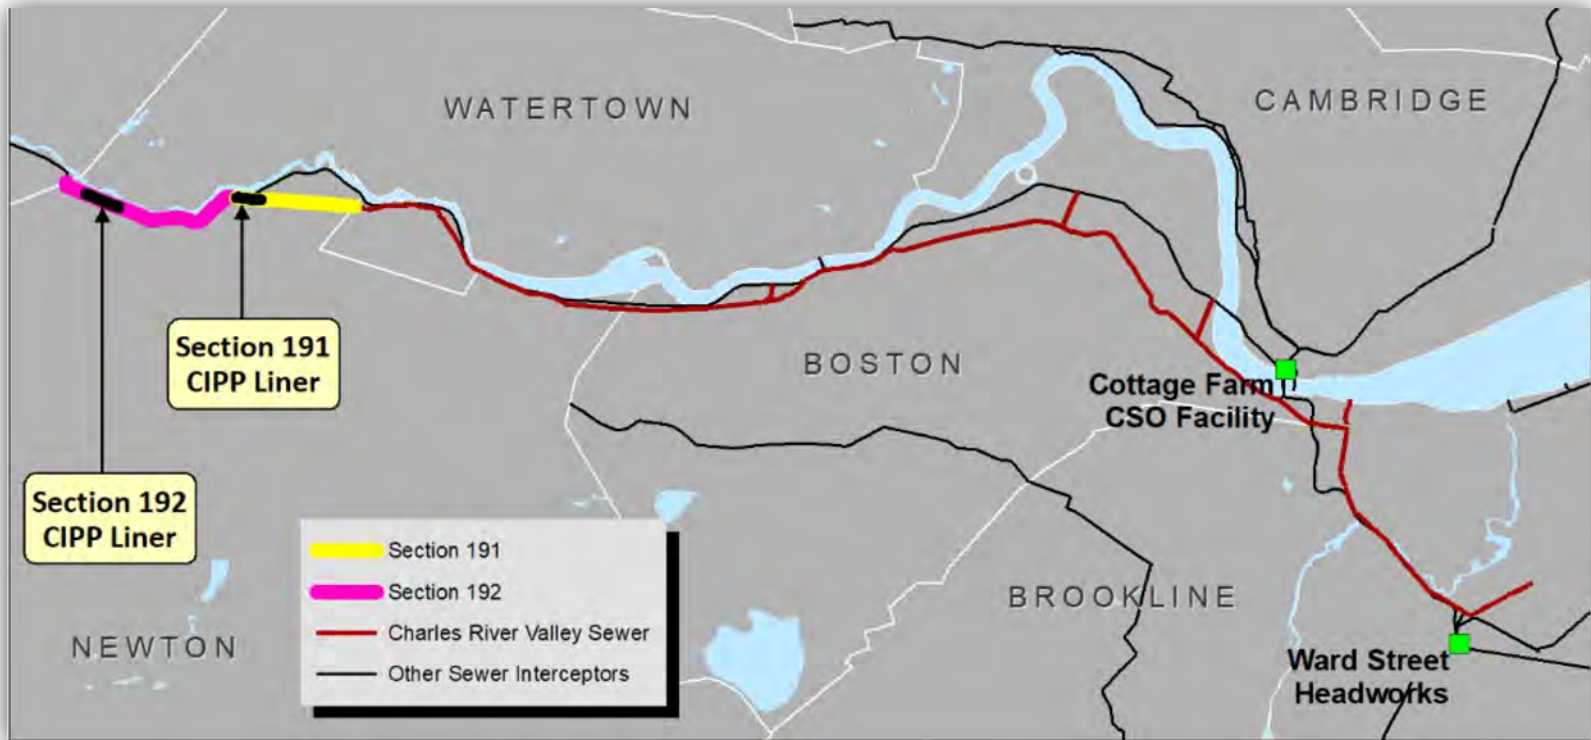 WATERTOWN
CAMBRIDGE
Section 191
CIPP Liner
BOSTON
Cottage Farm
CSO Facility
Section 192
CIPP Liner
Section 191
Section 192
Charles River Valley Sewer
Other Sewer Interceptors
NEWTON
BROOKLINE
Ward Street
Headworks